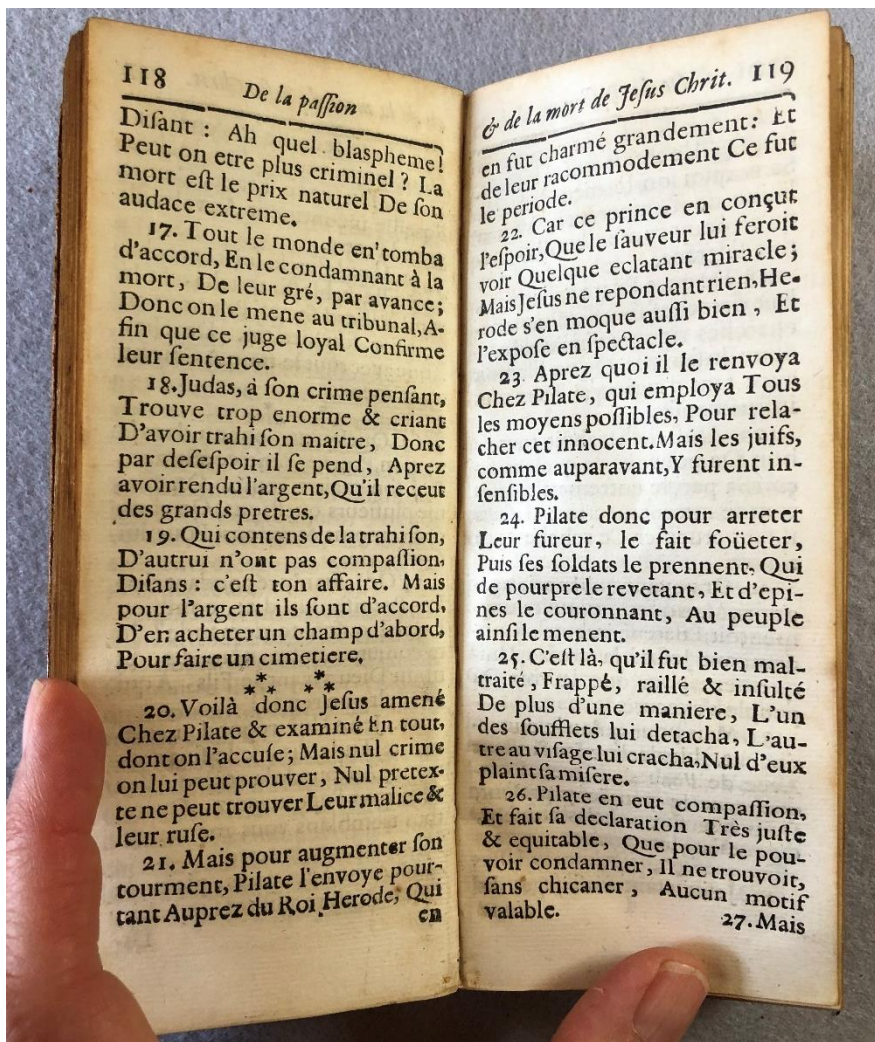 118 De la paſſion
Diſant : Ah quel blaspheme!
Peut on etre plus criminel ? La
mort eſt le prix naturel De ſon
audace extreme.
17. Tout le monde en' tomba
d'accord, En le condamnant à la
mort, De leur gré, par avance;
Donc on le mene au tribunal, A-
fin que ce juge loyal Confirme
leur ſentence.
18. Judas, à ſon crime penſant,
Trouve trop enorme & criant
D'avoir trahi ſon maitre, Donc
par deſeſpoir il ſe pend, Aprez
avoir rendu l'argent, Qu'il receut
des grands pretres.
19. Qui contens de la trahiſon,
D'autrui n'ont pas compaſſion,
Diſans : c'eſt ton affaire. Mais
pour l'argent ils ſont d'accord,
D'en acheter un champ d'abord,
Pour faire un cimetiere.
* * * * * *
20. Voilà donc Jeſus amené
Chez Pilate & examiné En tout,
dont on l'accuſe; Mais nul crime
on lui peut prouver, Nul pretex-
te ne peut trouver Leur malice &
leur ruſe.
21. Mais pour augmenter ſon
tourment, Pilate l'envoye pour-
tant Auprez du Roi Herode, Qui
en
& de la mort de Jeſus Chrit. 119
en fut charmé grandement: Et
de leur racommodement Ce fut
le periode.
22. Car ce prince en conçut
l'eſpoir, Que le ſauveur lui feroit
voir Quelque eclatant miracle;
Mais Jeſus ne repondant rien, He-
rode s'en moque auſſi bien , Et
l'expoſe en ſpectacle.
23 Aprez quoi il le renvoya
Chez Pilate, qui employa Tous
les moyens poſſibles, Pour rela-
cher cet innocent. Mais les juifs,
comme auparavant, Y furent in-
ſenſibles.
24. Pilate donc pour arreter
Leur fureur, le fait foüeter,
Puis ſes ſoldats le prennent, Qui
de pourpre le revetant, Et d'epi-
nes le couronnant, Au peuple
ainſi le menent.
25. C'eſt là, qu'il fut bien mal-
traité , Frappé, raillé & inſulté
De plus d'une maniere, L'un
des ſoufflets lui detacha, L'au-
tre au viſage lui cracha, Nul d'eux
plaint ſa miſere.
26. Pilate en eut compaſſion,
Et fait ſa declaration Très juſte
& equitable, Que pour le pou-
voir condamner, Il ne trouvoit,
ſans chicaner , Aucun motif
valable.
27. Mais